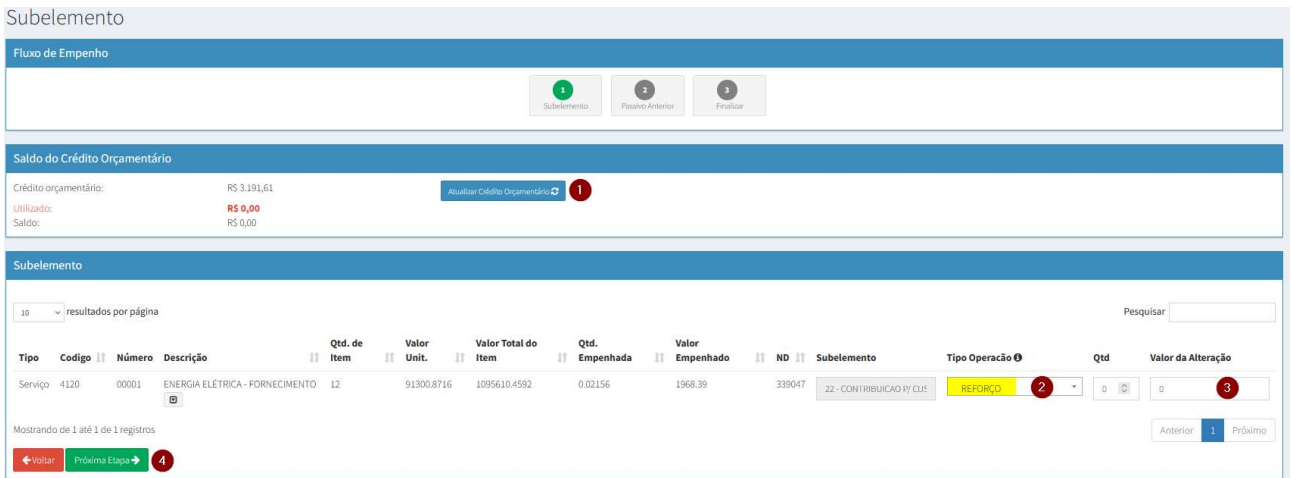 Subelemento
Fluxo de Empenho
1
Subelemento
2
Passivo Anterior
3
Finalizar
Saldo do Crédito Orçamentário
Crédito orçamentário: R$ 3.191,61 Atualizar Crédito Orçamentário 1
Utilizado: R$ 0,00
Saldo: R$ 0,00
Subelemento
10 resultados por página Pesquisar
Tipo Codigo Número Descrição Qtd. de Item Valor Unit. Valor Total do Item Qtd. Empenhada Valor Empenhado ND Subelemento Tipo Operacão Qtd Valor da Alteração
Serviço 4120 00001 ENERGIA ELÉTRICA - FORNECIMENTO 12 91300.8716 1095610.4592 0.02156 1968.39 339047 22 - CONTRIBUICAO P/ CUS REFORÇO 2 0 0 3
Mostrando de 1 até 1 de 1 registros Anterior 1 Próximo
Voltar Próxima Etapa 4